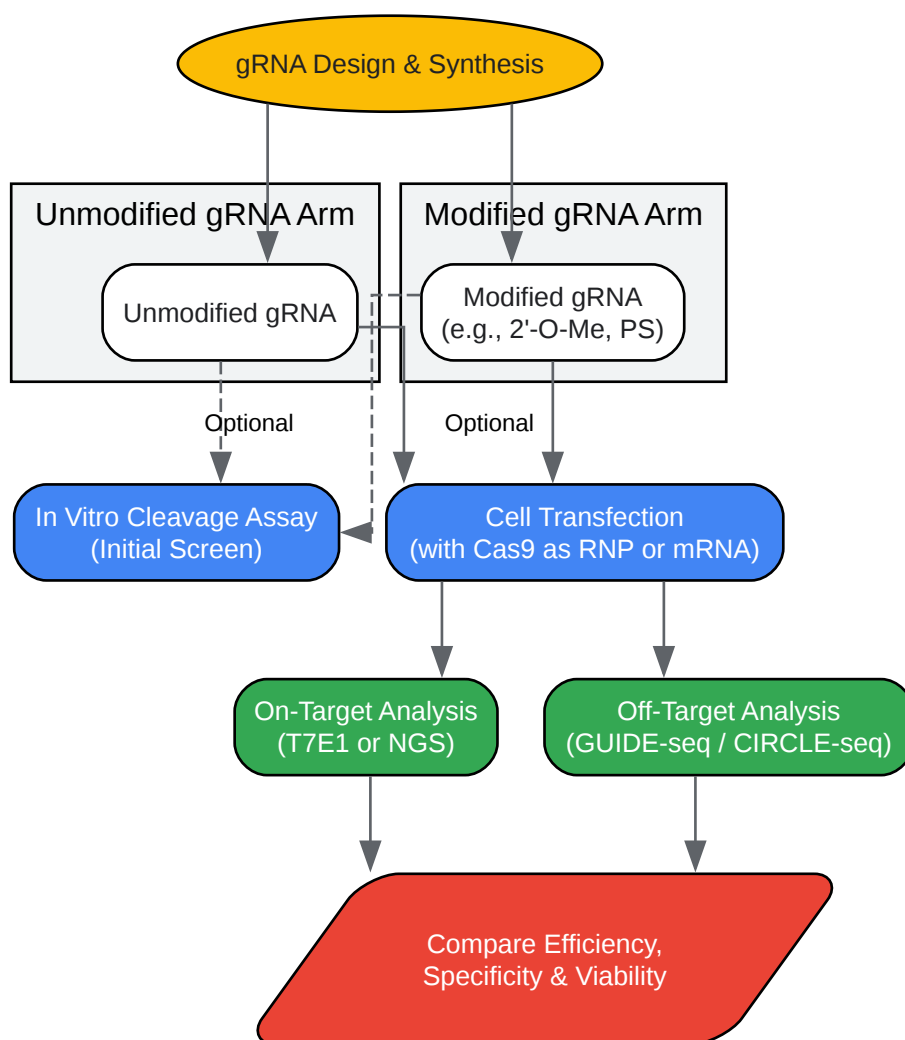 gRNA Design & Synthesis
Unmodified gRNA Arm
Modified gRNA Arm
Unmodified gRNA
Modified gRNA
(e.g., 2'-O-Me, PS)
Optional
Optional
In Vitro Cleavage Assay
(Initial Screen)
Cell Transfection
(with Cas9 as RNP or mRNA)
On-Target Analysis
(T7E1 or NGS)
Off-Target Analysis
(GUIDE-seq / CIRCLE-seq)
Compare Efficiency,
Specificity & Viability